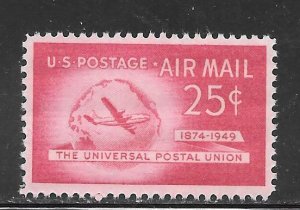 U.S. POSTAGE · AIR MAIL
25¢
1874-1949
THE UNIVERSAL POSTAL UNION